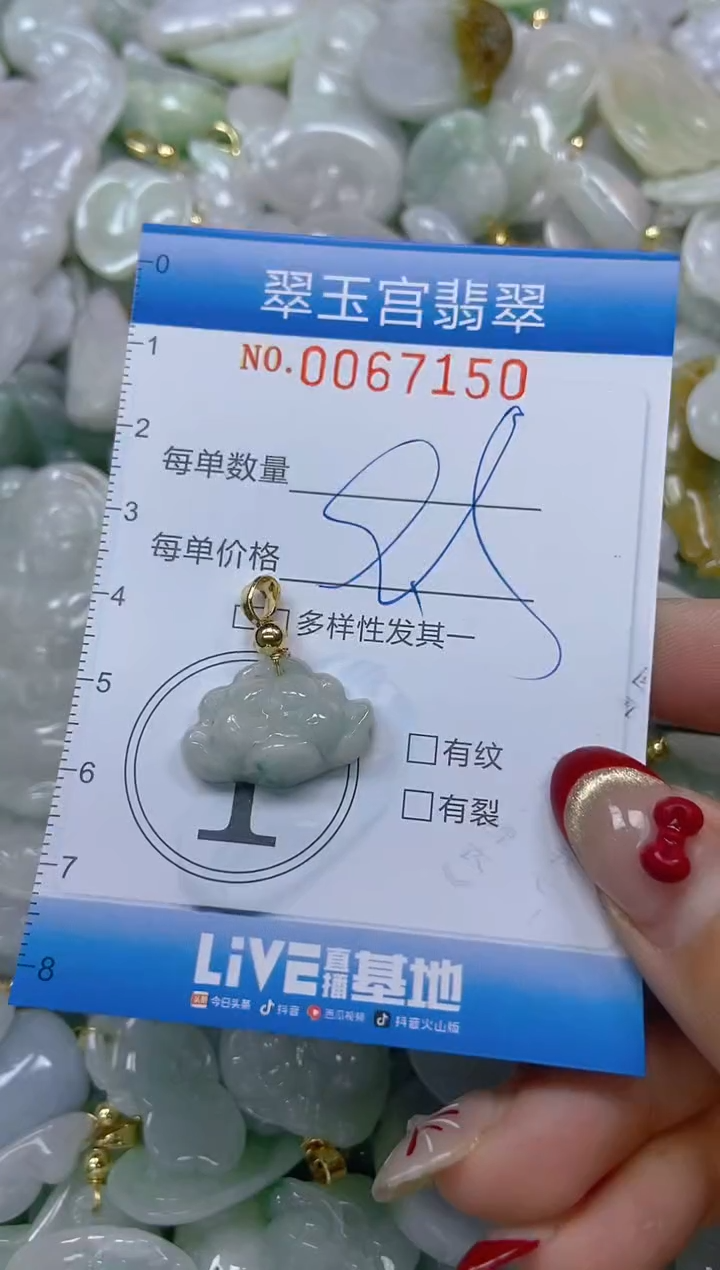 0
翠玉宫翡翠
1
NO.0067150
2
每单数量
3
每单价格
4
多样性发其一
5
有纹
6
有裂
7
8
LiVE直播基地
头条 今日头条 抖音 西瓜视频 抖音火山版